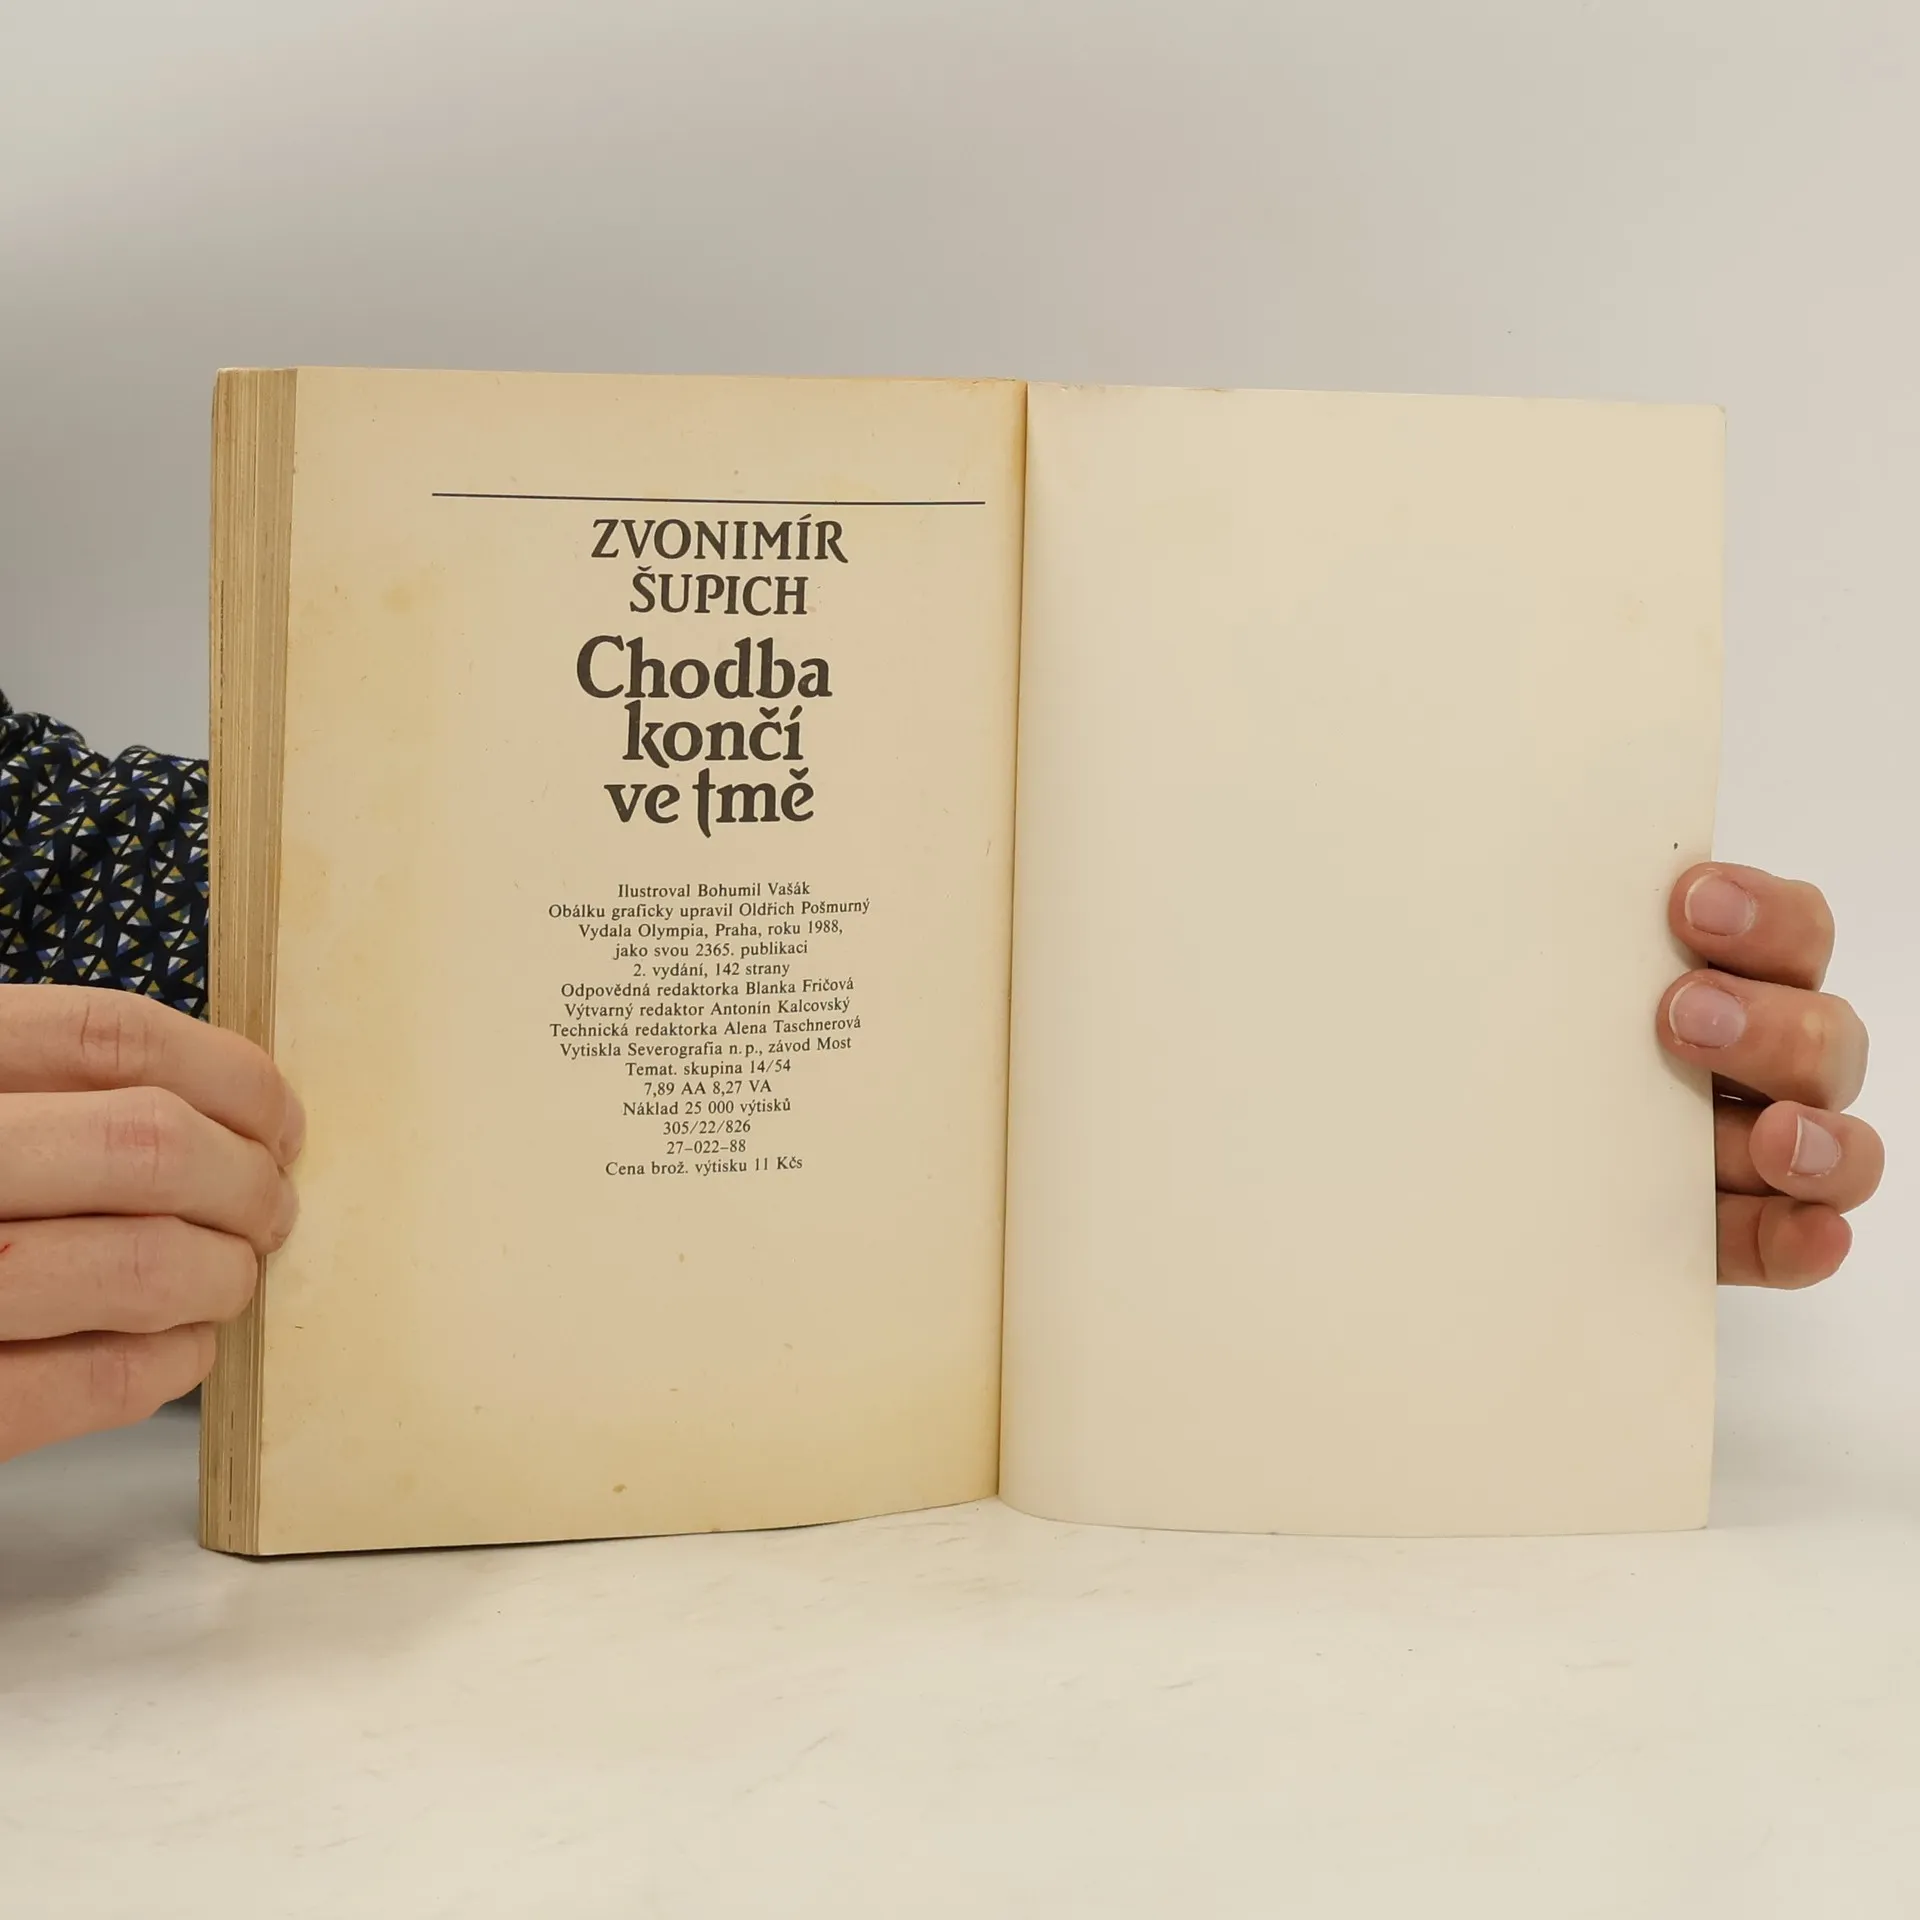 ZVONIMÍR
ŠUPICH
Chodba
končí
ve tmě
Ilustroval Bohumil Vašák
Obálku graficky upravil Oldřich Pošmurný
Vydala Olympia, Praha, roku 1988,
jako svou 2365. publikaci
2. vydání, 142 strany
Odpovědná redaktorka Blanka Fričová
Výtvarný redaktor Antonín Kalcovský
Technická redaktorka Alena Taschnerová
Vytiskla Severografia n. p., závod Most
Temat. skupina 14/54
7,89 AA 8,27 VA
Náklad 25 000 výtisků
305/22/826
27–022–88
Cena brož. výtisku 11 Kčs